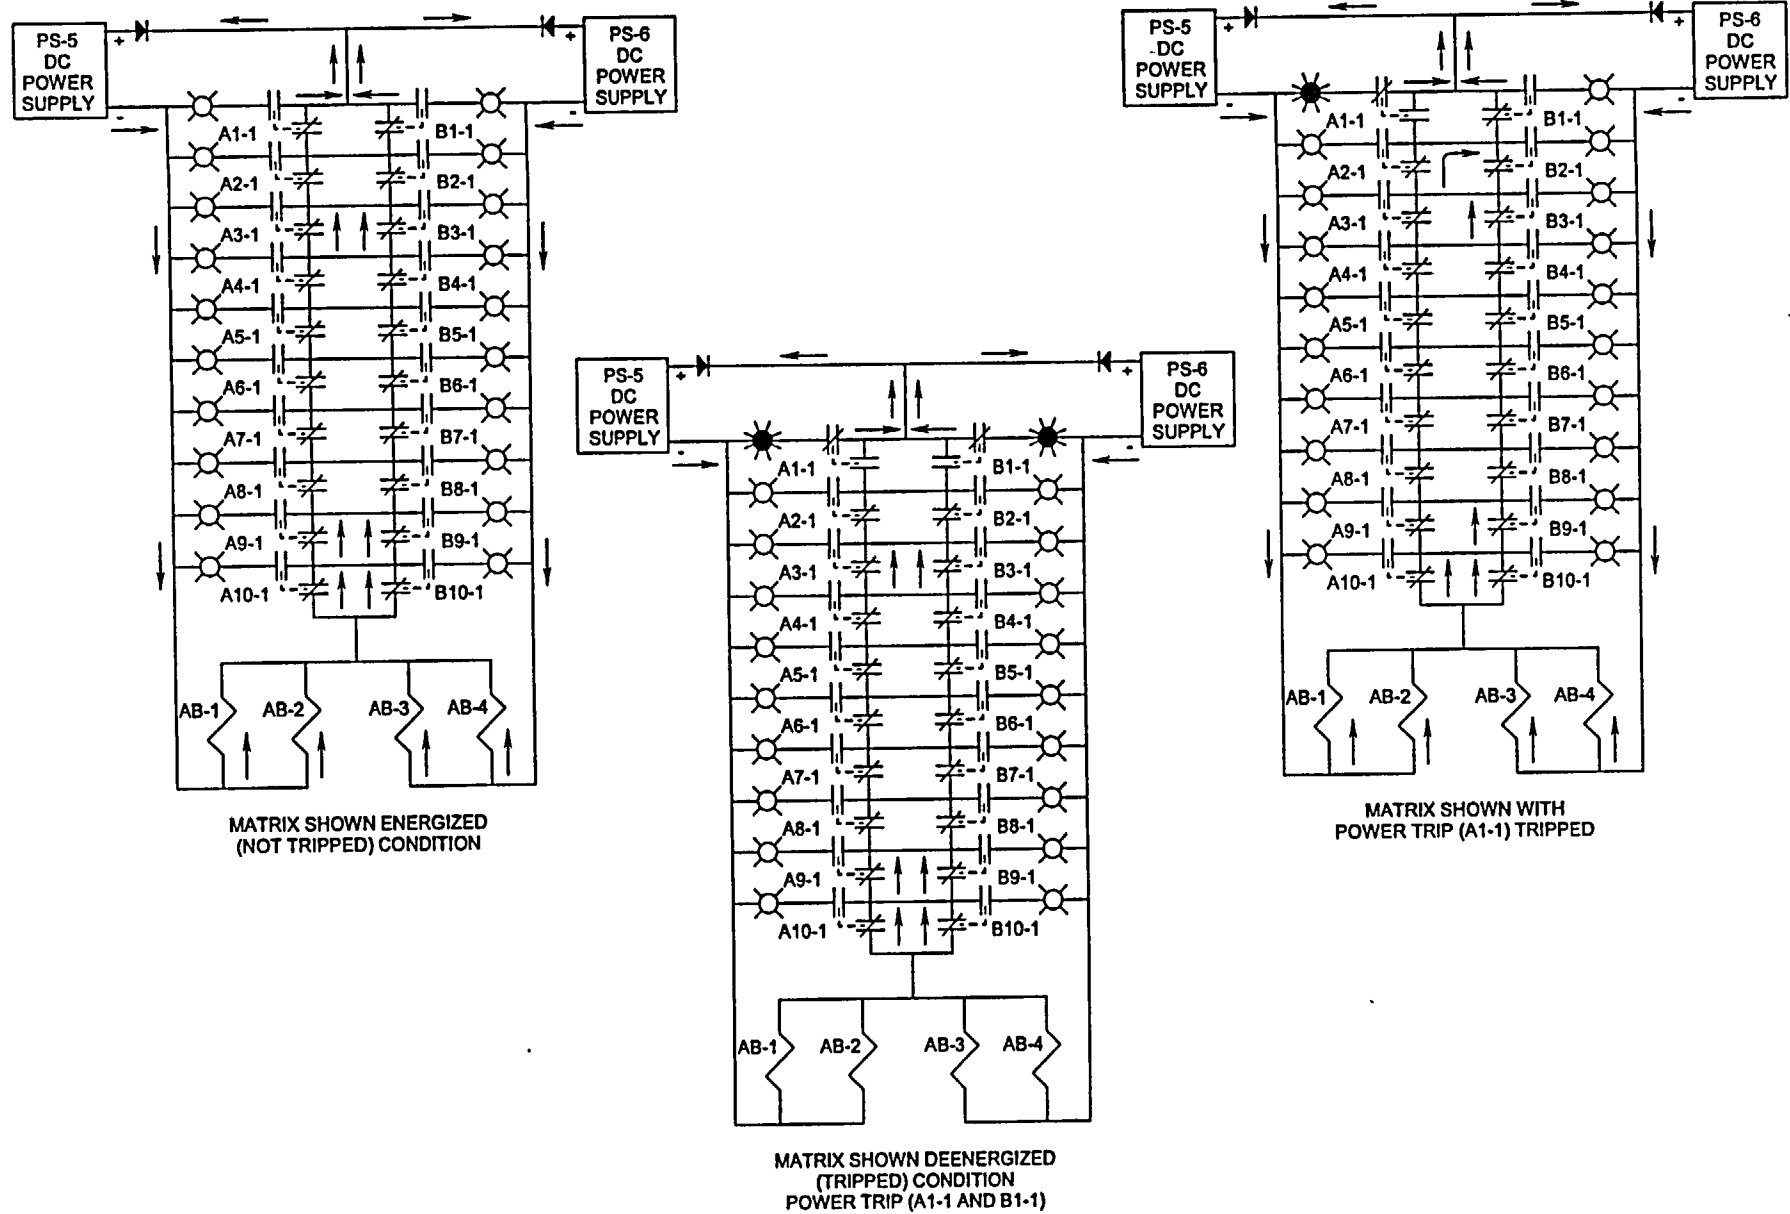 PS-5
DC
POWER
SUPPLY
+
-
+
PS-6
DC
POWER
SUPPLY
-
A1-1
B1-1
A2-1
B2-1
A3-1
B3-1
A4-1
B4-1
A5-1
B5-1
A6-1
B6-1
A7-1
B7-1
A8-1
B8-1
A9-1
B9-1
A10-1
B10-1
AB-1
AB-2
AB-3
AB-4
MATRIX SHOWN ENERGIZED
(NOT TRIPPED) CONDITION
PS-5
DC
POWER
SUPPLY
+
-
+
PS-6
DC
POWER
SUPPLY
-
A1-1
B1-1
A2-1
B2-1
A3-1
B3-1
A4-1
B4-1
A5-1
B5-1
A6-1
B6-1
A7-1
B7-1
A8-1
B8-1
A9-1
B9-1
A10-1
B10-1
AB-1
AB-2
AB-3
AB-4
MATRIX SHOWN DEENERGIZED
(TRIPPED) CONDITION
POWER TRIP (A1-1 AND B1-1)
PS-5
DC
POWER
SUPPLY
+
-
+
PS-6
DC
POWER
SUPPLY
-
A1-1
B1-1
A2-1
B2-1
A3-1
B3-1
A4-1
B4-1
A5-1
B5-1
A6-1
B6-1
A7-1
B7-1
A8-1
B8-1
A9-1
B9-1
A10-1
B10-1
AB-1
AB-2
AB-3
AB-4
MATRIX SHOWN WITH
POWER TRIP (A1-1) TRIPPED